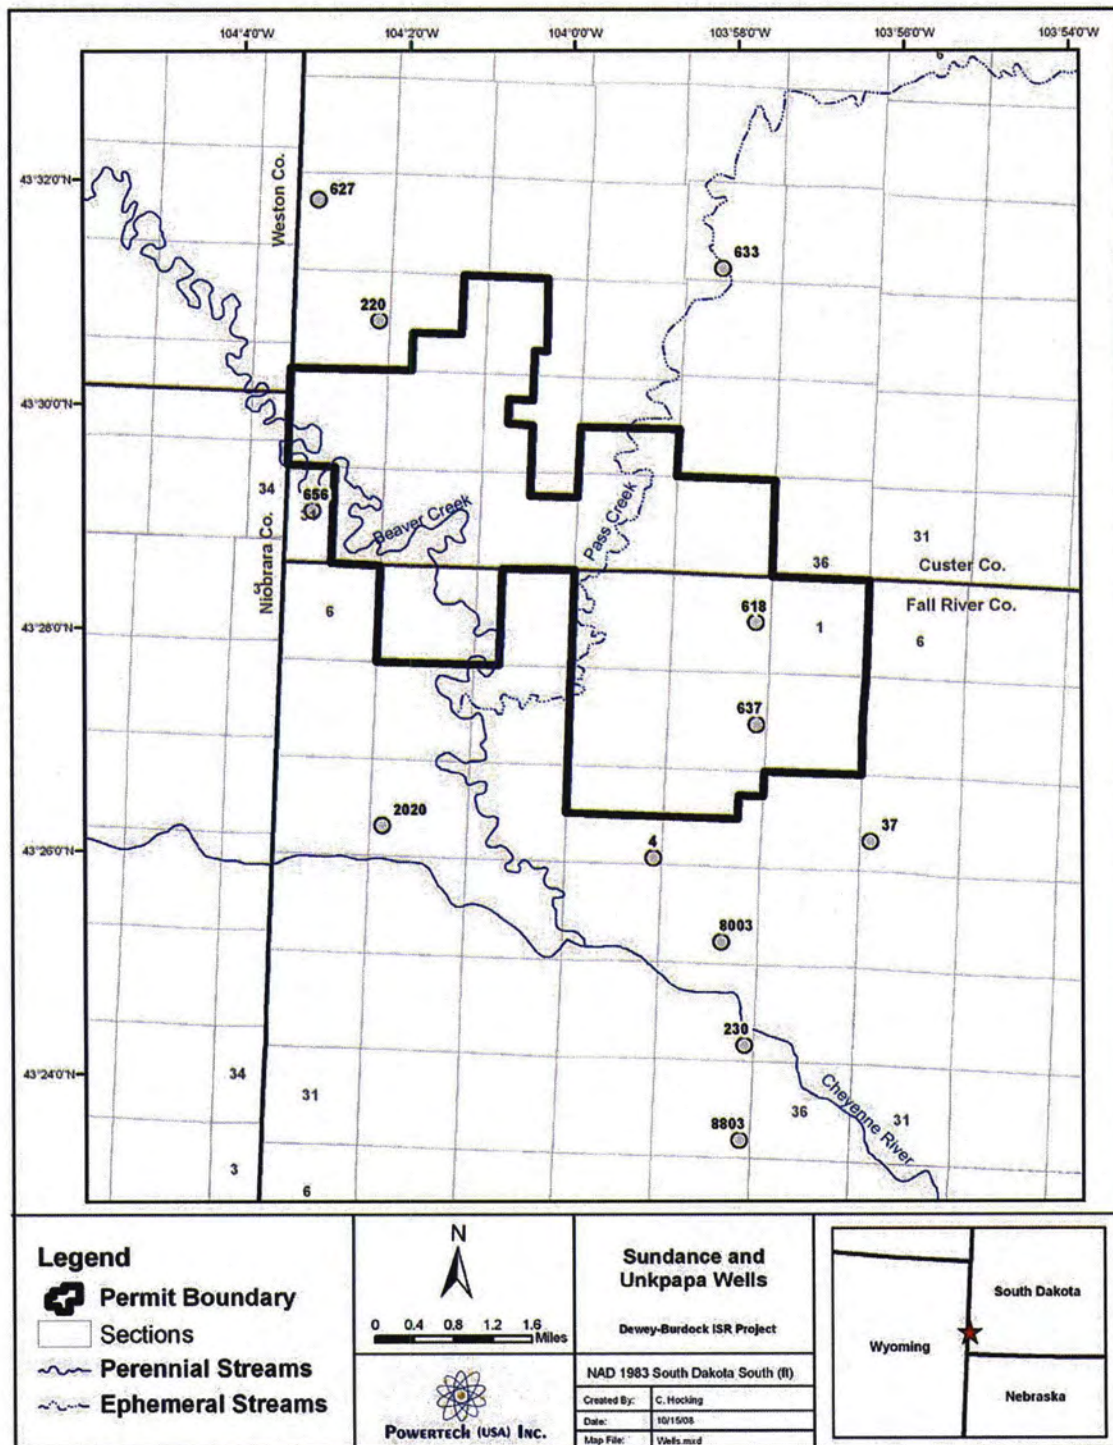 104°4'0"W 104°2'0"W 104°0'0"W 103°58'0"W 103°56'0"W 103°54'0"W
43°32'0"N
Weston Co.
627
633
220
43°30'0"N
34
656
31
Beaver Creek
Pass Creek
Niobrara Co.
3
31
36
Custer Co.
Fall River Co.
6
618
1
6
43°28'0"N
637
2020
4
37
43°26'0"N
8003
230
43°24'0"N
34
31
Cheyenne River
36
31
8803
3
6
Legend
Permit Boundary
Sections
Perennial Streams
Ephemeral Streams
N
0 0.4 0.8 1.2 1.6
Miles
POWERTECH (USA) INC.
Sundance and
Unkpapa Wells
Dewey-Burdock ISR Project
NAD 1983 South Dakota South (ft)
Created By: C. Hocking
Date: 10/15/08
Map File: Wells.mxd
South Dakota
Wyoming
Nebraska